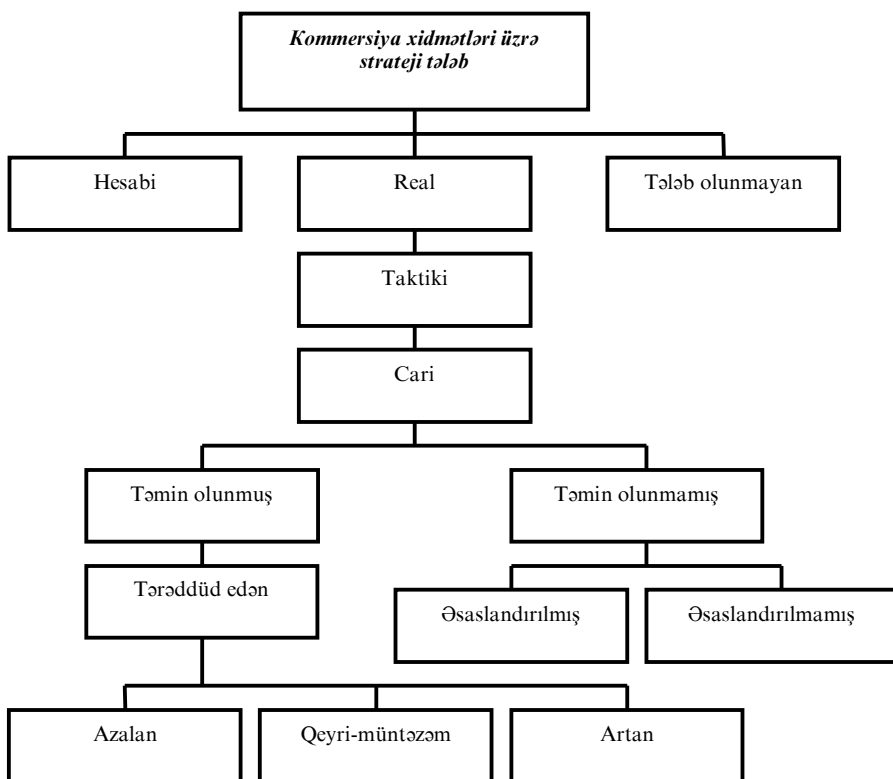 Kommersiya xidmətləri üzrə
strateji tələb
Hesabi
Real
Tələb olunmayan
Taktiki
Cari
Təmin olunmuş
Təmin olunmamış
Tərəddüd edən
Əsaslandırılmış
Əsaslandırılmamış
Azalan
Qeyri-müntəzəm
Artan